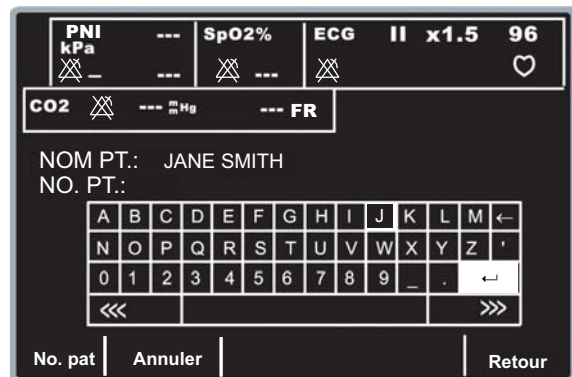 PNI --- SpO2% ECG II x1.5 96
kPa
– --- ---
CO2 --- mmHg --- FR
NOM PT.: JANE SMITH
NO. PT.:
A B C D E F G H I J K L M ←
N O P Q R S T U V W X Y Z '
0 1 2 3 4 5 6 7 8 9 _ . ↵
<<< >>>
No. pat Annuler Retour